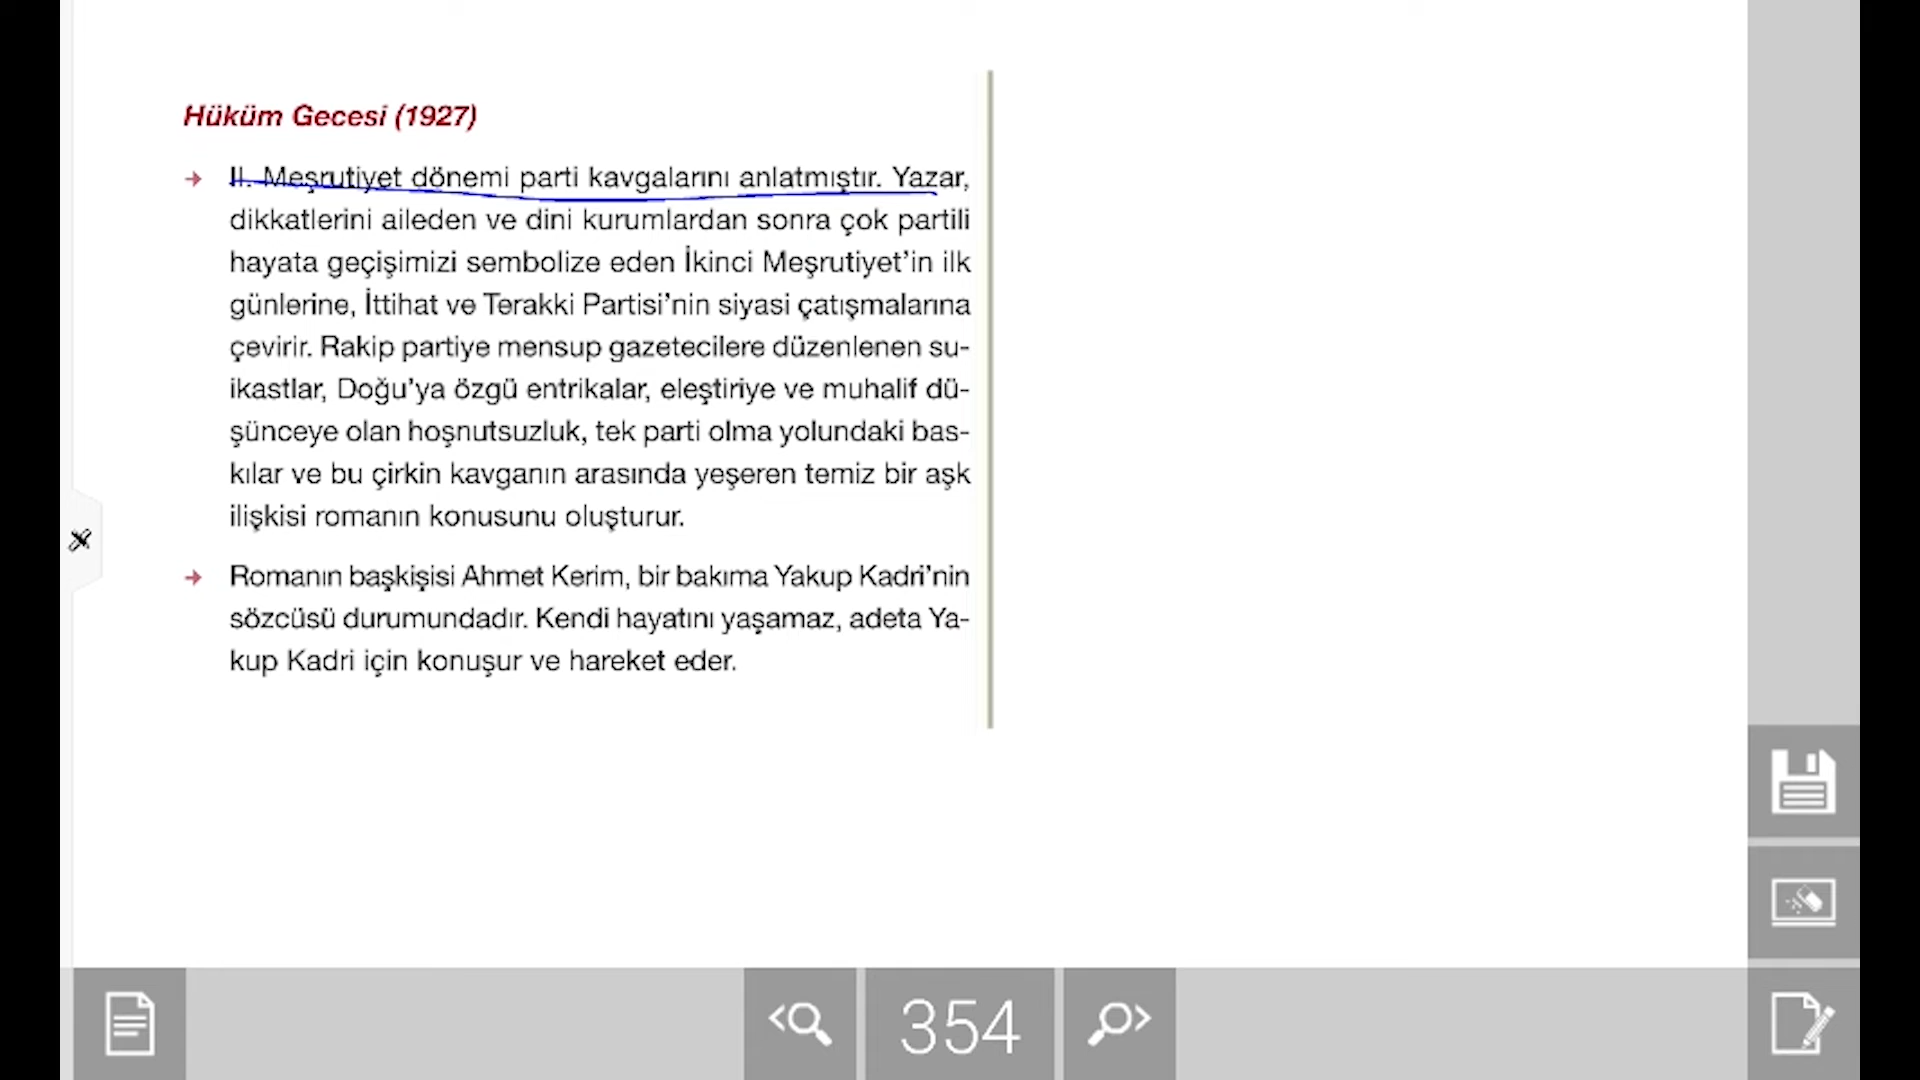 Hüküm Gecesi (1927)
II. Meşrutiyet dönemi parti kavgalarını anlatmıştır. Yazar,
dikkatlerini aileden ve dini kurumlardan sonra çok partili
hayata geçişimizi sembolize eden İkinci Meşrutiyet'in ilk
günlerine, İttihat ve Terakki Partisi'nin siyasi çatışmalarına
çevirir. Rakip partiye mensup gazetecilere düzenlenen su-
ikastlar, Doğu'ya özgü entrikalar, eleştiriye ve muhalif dü-
şünceye olan hoşnutsuzluk, tek parti olma yolundaki bas-
kılar ve bu çirkin kavganın arasında yeşeren temiz bir aşk
ilişkisi romanın konusunu oluşturur.
Romanın başkişisi Ahmet Kerim, bir bakıma Yakup Kadri'nin
sözcüsü durumundadır. Kendi hayatını yaşamaz, adeta Ya-
kup Kadri için konuşur ve hareket eder.
354